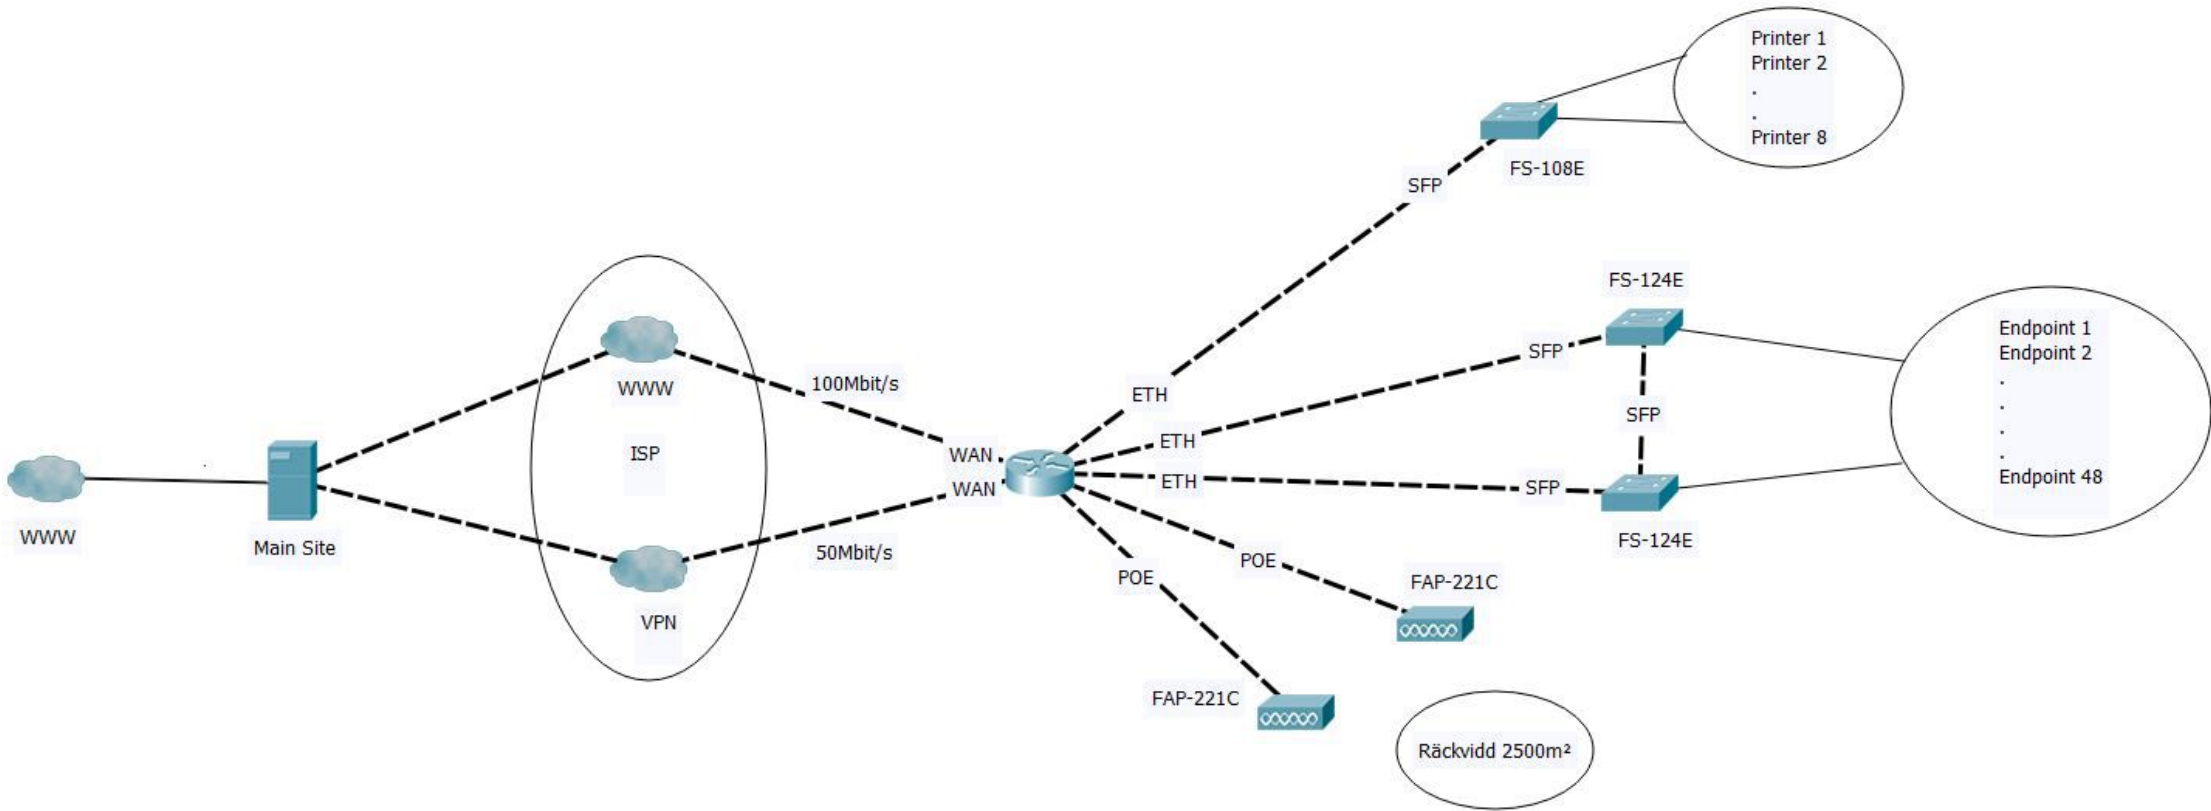 WWW
Main Site
WWW
ISP
VPN
100Mbit/s
50Mbit/s
WAN
WAN
ETH
ETH
ETH
SFP
SFP
SFP
SFP
POE
POE
FS-108E
FS-124E
FS-124E
FAP-221C
FAP-221C
Printer 1
Printer 2
.
.
Printer 8
Endpoint 1
Endpoint 2
.
.
.
.
Endpoint 48
Räckvidd 2500m²